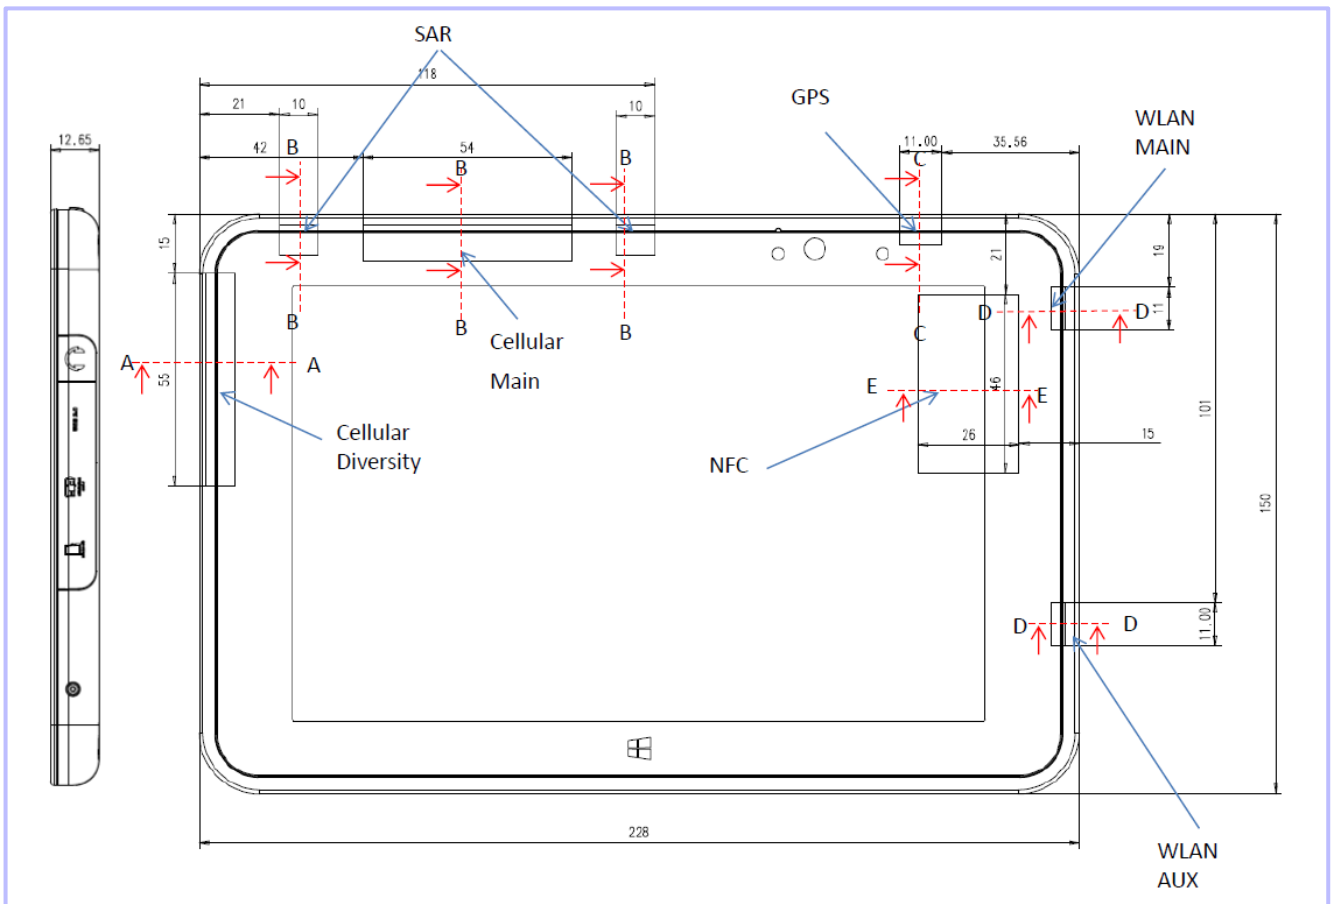 SAR
118
21
10
10
GPS
WLAN
MAIN
12.65
42
B
54
B
B
11.00
C
35.56
15
21
19
B
B
B
C
D
D
11
Cellular
Main
A
A
55
E
E
46
101
Cellular
Diversity
26
15
NFC
150
D
D
11.00
228
WLAN
AUX